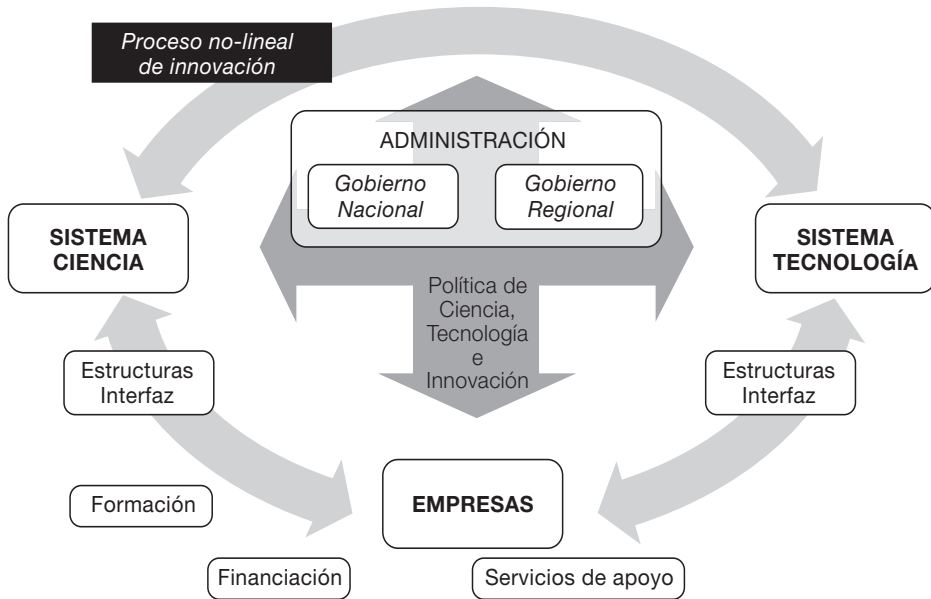 Proceso no-lineal
de innovación
ADMINISTRACIÓN
Gobierno
Nacional
Gobierno
Regional
SISTEMA
CIENCIA
SISTEMA
TECNOLOGÍA
Política de
Ciencia,
Tecnología
e
Innovación
Estructuras
Interfaz
Estructuras
Interfaz
Formación
EMPRESAS
Financiación
Servicios de apoyo